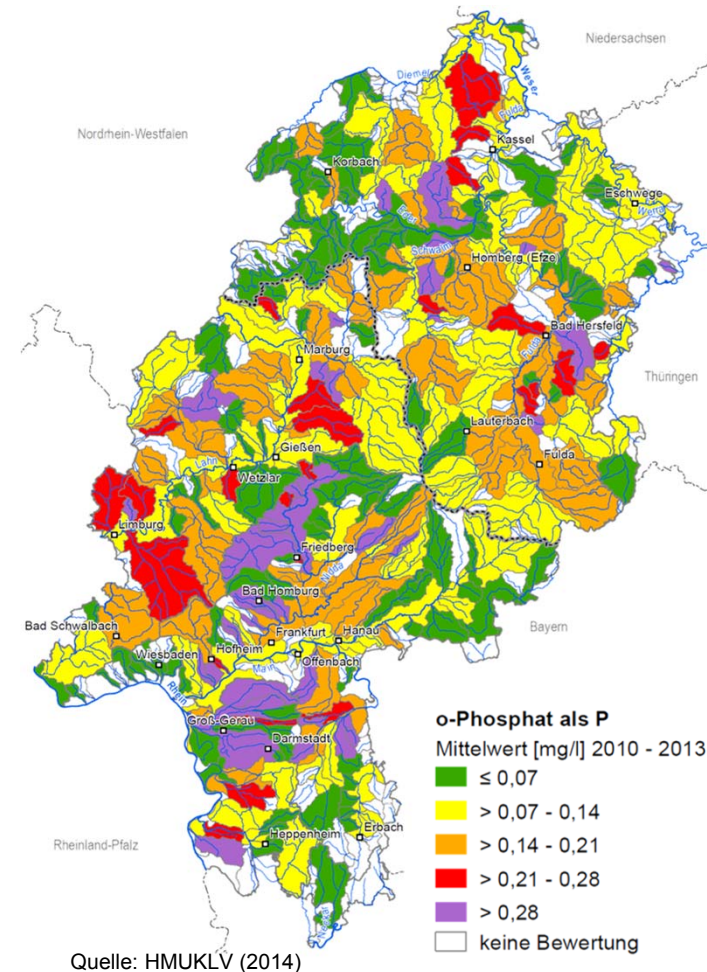 Niedersachsen
Diemel
Weser
Fulda
Nordrhein-Westfalen
Kassel
Korbach
Eschwege
Werra
Eder
Schwalm
Homberg (Efze)
Bad Hersfeld
Fulda
Marburg
Thüringen
Lauterbach
Gießen
Fulda
Lahn
Wetzlar
Limburg
Friedberg
Nidda
Bad Homburg
Bayern
Bad Schwalbach
Frankfurt
Hanau
Wiesbaden
Hofheim
Offenbach
Main
Rhein
Groß-Gerau
Darmstadt
Rheinland-Pfalz
Heppenheim
Erbach
Neckar
o-Phosphat als P
Mittelwert [mg/l] 2010 - 2013
≤ 0,07
> 0,07 - 0,14
> 0,14 - 0,21
> 0,21 - 0,28
> 0,28
keine Bewertung
Quelle: HMUKLV (2014)